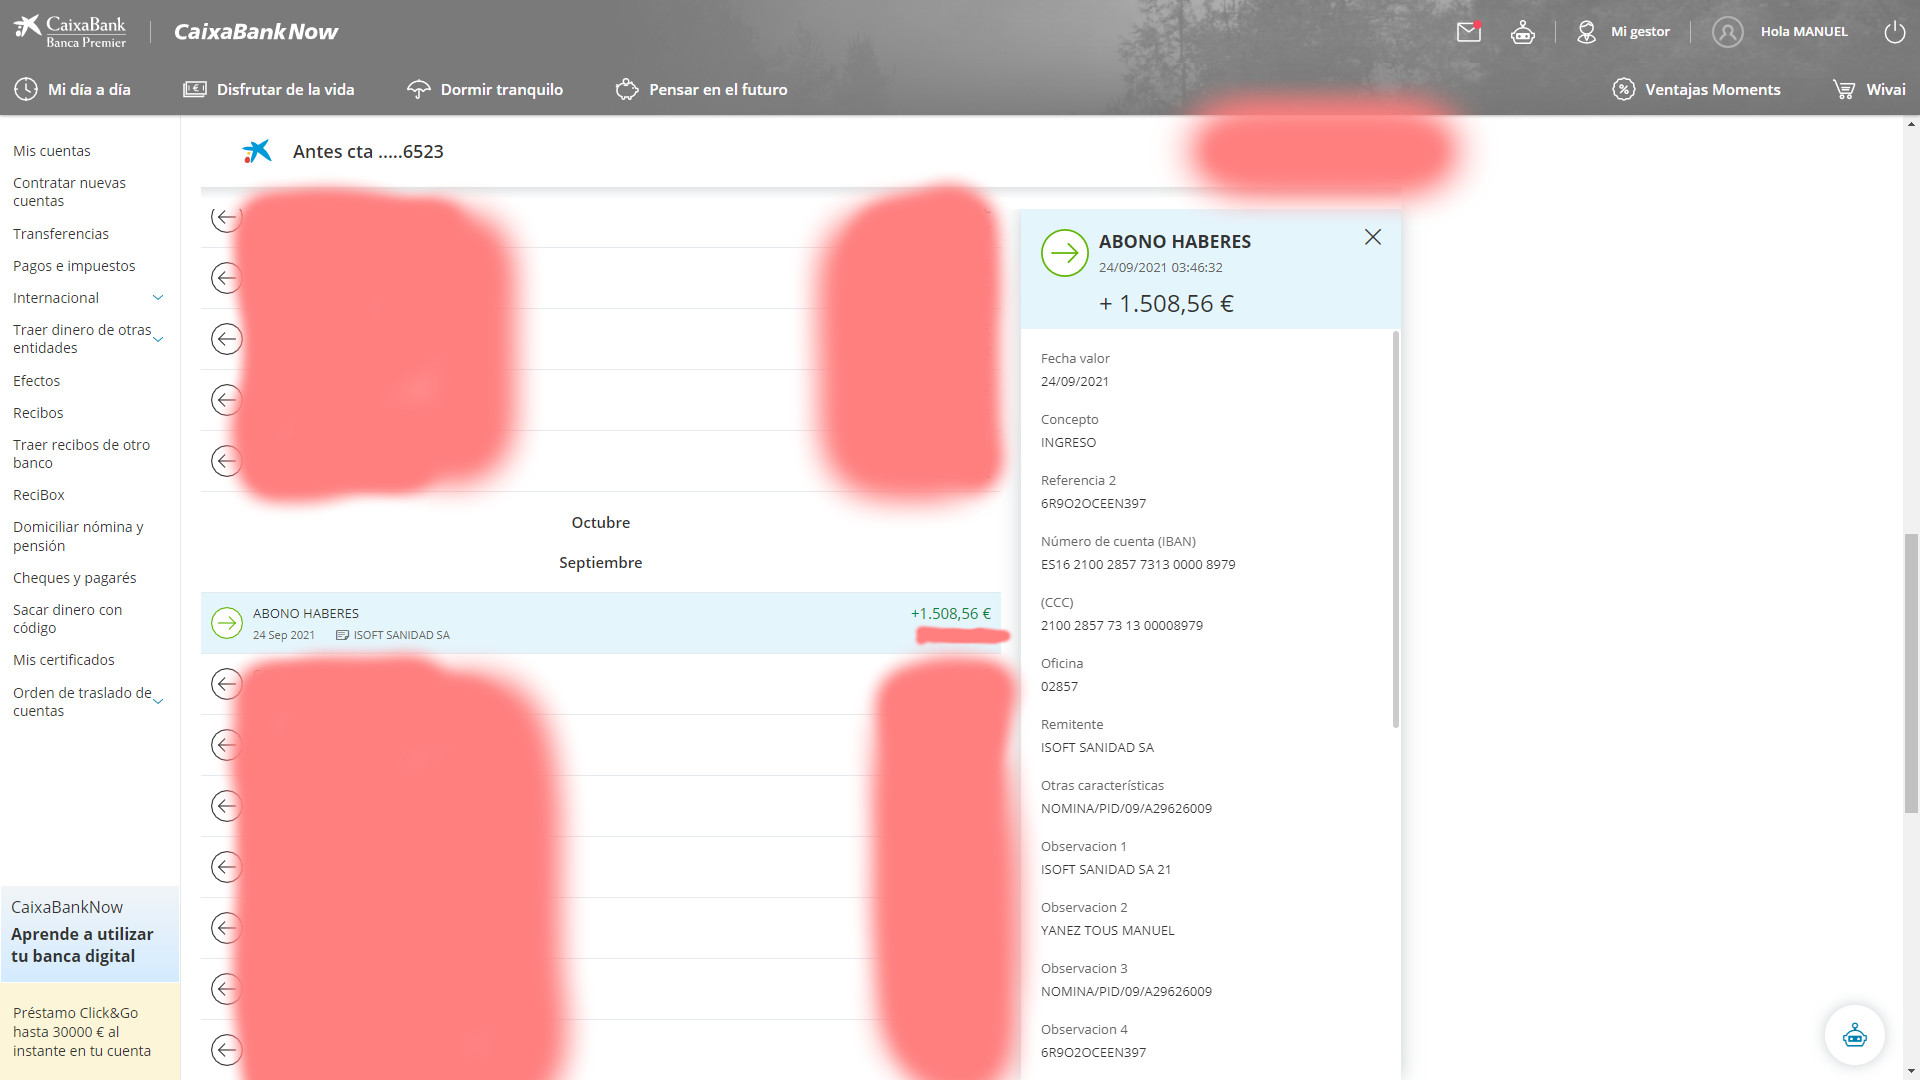 CaixaBank
Banca Premier
CaixaBankNow
Mi gestor
Hola MANUEL
Mi día a día
Disfrutar de la vida
Dormir tranquilo
Pensar en el futuro
Ventajas Moments
Wivai
Mis cuentas
Contratar nuevas
cuentas
Transferencias
Pagos e impuestos
Internacional
Traer dinero de otras
entidades
Efectos
Recibos
Traer recibos de otro
banco
ReciBox
Domiciliar nómina y
pensión
Cheques y pagarés
Sacar dinero con
código
Mis certificados
Orden de traslado de
cuentas
CaixaBankNow
Aprende a utilizar
tu banca digital
Préstamo Click&Go
hasta 30000 € al
instante en tu cuenta
Antes cta .....6523
Octubre
Septiembre
ABONO HABERES
+1.508,56 €
24 Sep 2021
ISOFT SANIDAD SA
ABONO HABERES
24/09/2021 03:46:32
+ 1.508,56 €
Fecha valor
24/09/2021
Concepto
INGRESO
Referencia 2
6R9O2OCEEN397
Número de cuenta (IBAN)
ES16 2100 2857 7313 0000 8979
(CCC)
2100 2857 73 13 00008979
Oficina
02857
Remitente
ISOFT SANIDAD SA
Otras características
NOMINA/PID/09/A29626009
Observacion 1
ISOFT SANIDAD SA 21
Observacion 2
YANEZ TOUS MANUEL
Observacion 3
NOMINA/PID/09/A29626009
Observacion 4
6R9O2OCEEN397